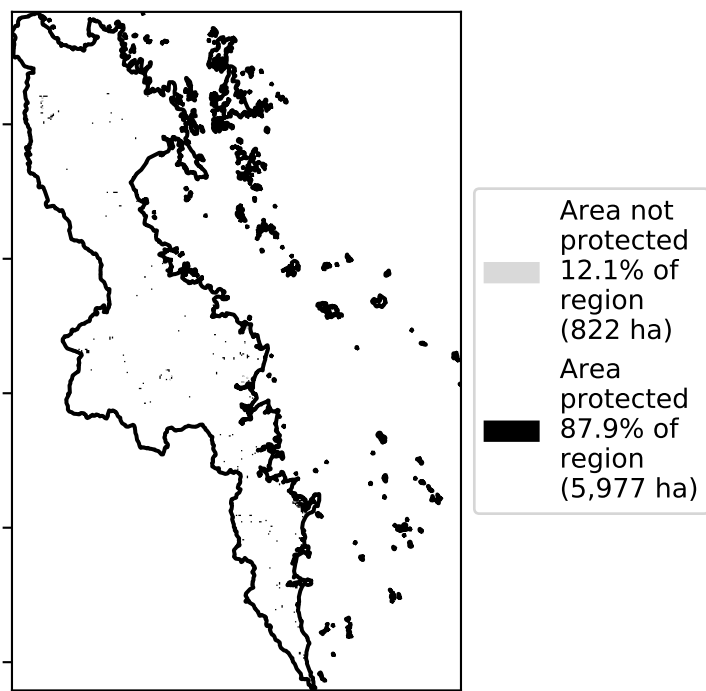 Area not
protected
12.1% of
region
(822 ha)
Area
protected
87.9% of
region
(5,977 ha)